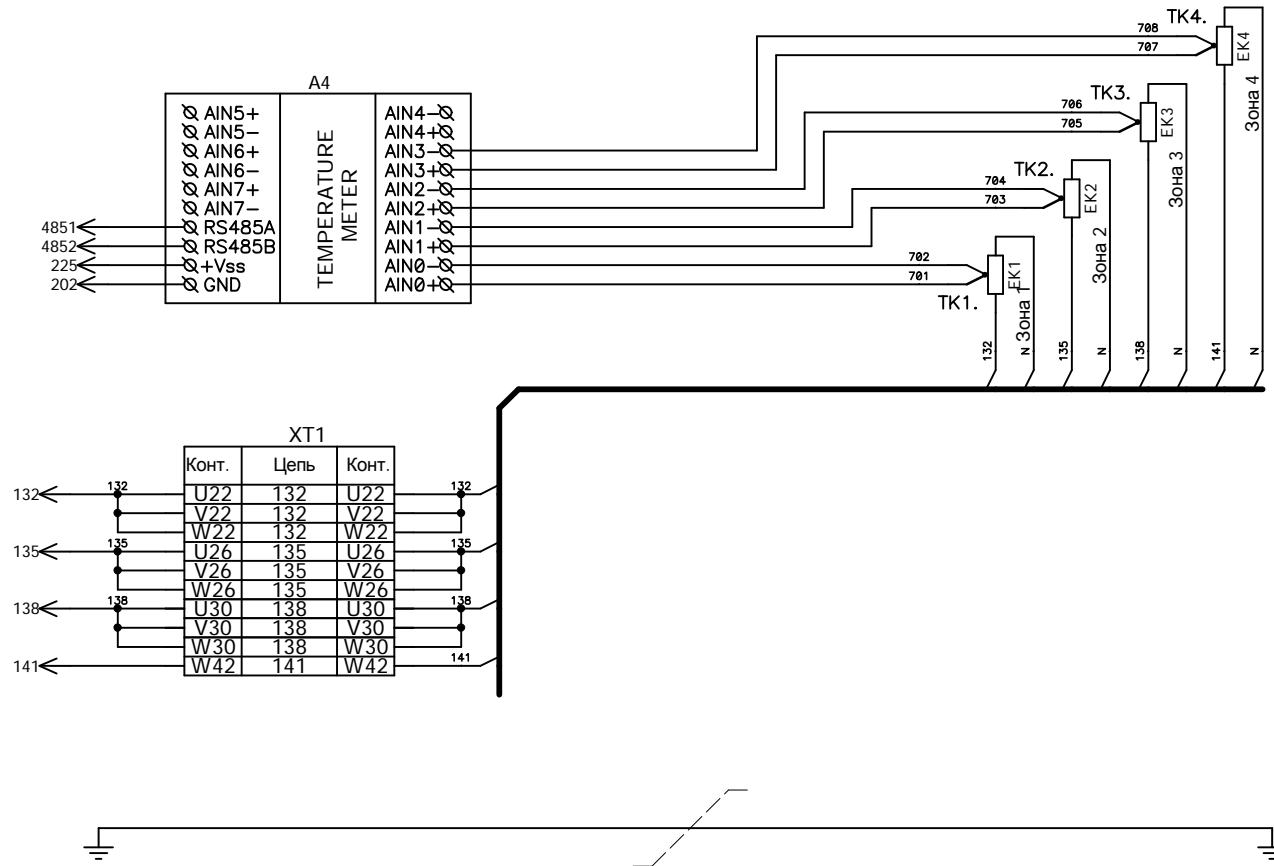 TK4.
708
707
EK4
Зона 4
A4
TEMPERATURE
METER
AIN5+
AIN5-
AIN6+
AIN6-
AIN7+
AIN7-
RS485A
RS485B
+Vss
GND
AIN4-
AIN4+
AIN3-
AIN3+
AIN2-
AIN2+
AIN1-
AIN1+
AIN0-
AIN0+
4851
4852
225
202
TK3.
706
705
EK3
Зона 3
TK2.
704
703
EK2
Зона 2
702
701
TK1.
EK1
Зона 1
132
N
135
N
138
N
141
N
XT1
Конт. Цепь Конт.
132 132 U22 132 U22 132
V22 132 V22
W22 132 W22
135 135 U26 135 U26 135
V26 135 V26
W26 135 W26
138 138 U30 138 U30 138
V30 138 V30
W30 138 W30
141 W42 141 W42 141